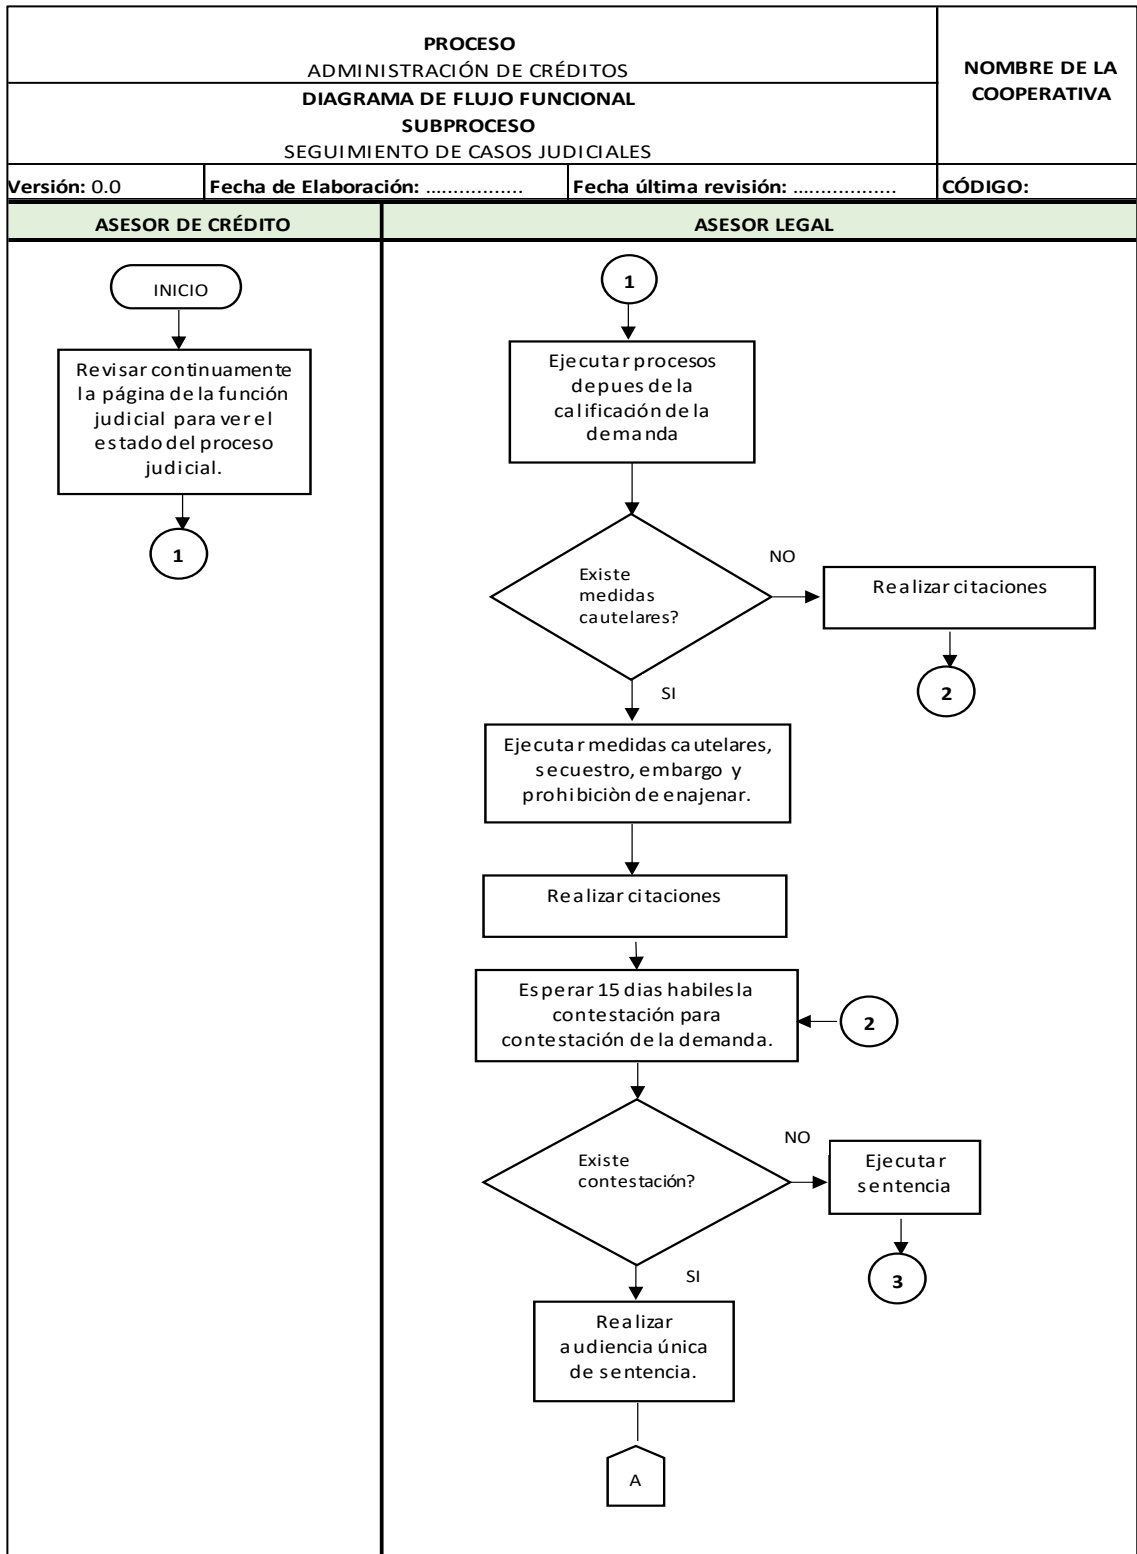 PROCESO
ADMINISTRACIÓN DE CRÉDITOS
DIAGRAMA DE FLUJO FUNCIONAL
SUBPROCESO
SEGUIMIENTO DE CASOS JUDICIALES
NOMBRE DE LA
COOPERATIVA
Versión: 0.0
Fecha de Elaboración: .................
Fecha última revisión: ..................
CÓDIGO:
ASESOR DE CRÉDITO
ASESOR LEGAL
INICIO
Revisar continuamente
la página de la función
judicial para ver el
estado del proceso
judicial.
1
1
Ejecutar procesos
depues de la
calificación de la
demanda
Existe
medidas
cautelares?
NO
Realizar citaciones
2
SI
Ejecutar medidas cautelares,
secuestro, embargo y
prohibiciòn de enajenar.
Realizar citaciones
Esperar 15 dias habiles la
contestación para
contestación de la demanda.
2
Existe
contestación?
NO
Ejecutar
sentencia
3
SI
Realizar
audiencia única
de sentencia.
A